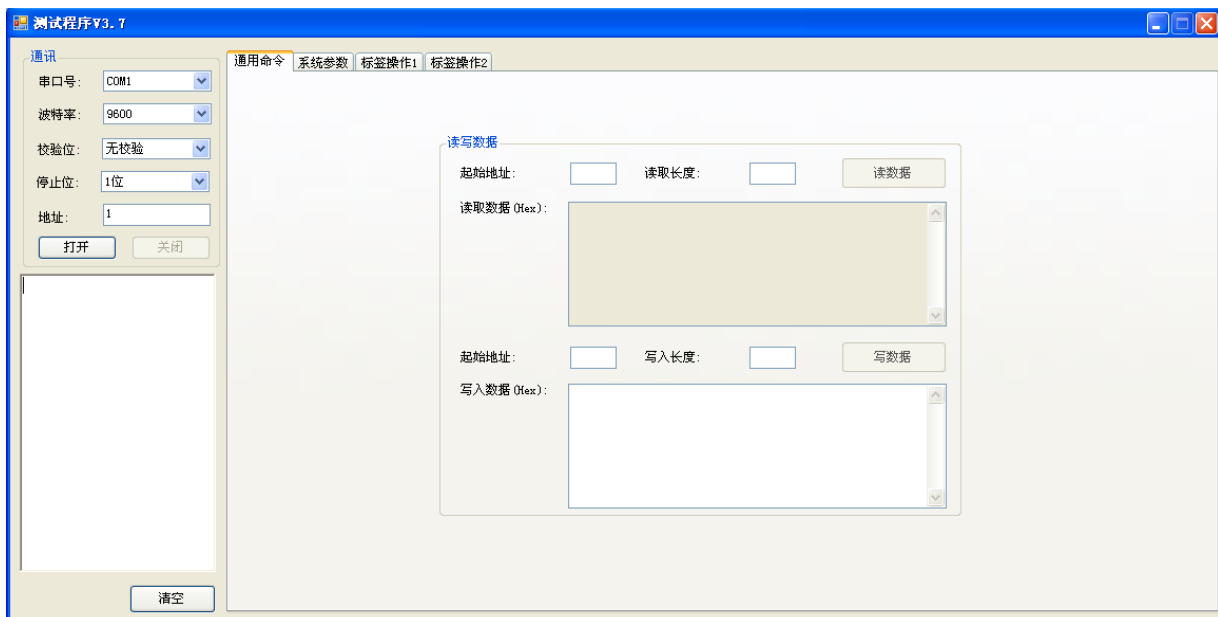 测试程序V3.7
通讯
串口号: COM1
波特率: 9600
校验位: 无校验
停止位: 1位
地址: 1
打开 关闭
清空
通用命令 系统参数 标签操作1 标签操作2
读写数据
起始地址: 读取长度: 读数据
读取数据(Hex):
起始地址: 写入长度: 写数据
写入数据(Hex):